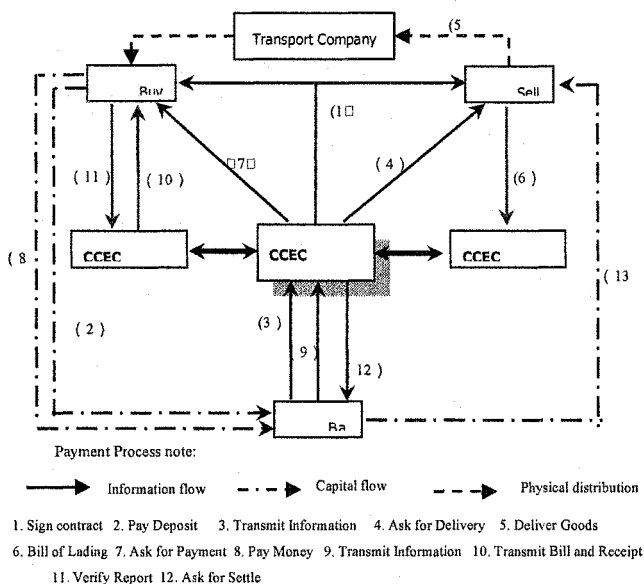 Transport Company
(5
Buy
Sell
(1
7
( 4 )
( 11 )
( 10 )
(6)
CCEC
CCEC
CCEC
( 8
( 13
( 2 )
(3)
9 )
12 )
Ba
Payment Process note:
Information flow Capital flow Physical distribution
1. Sign contract 2. Pay Deposit 3. Transmit Information 4. Ask for Delivery 5. Deliver Goods
6. Bill of Lading 7. Ask for Payment 8. Pay Money 9. Transmit Information 10. Transmit Bill and Receipt
11. Verify Report 12. Ask for Settle